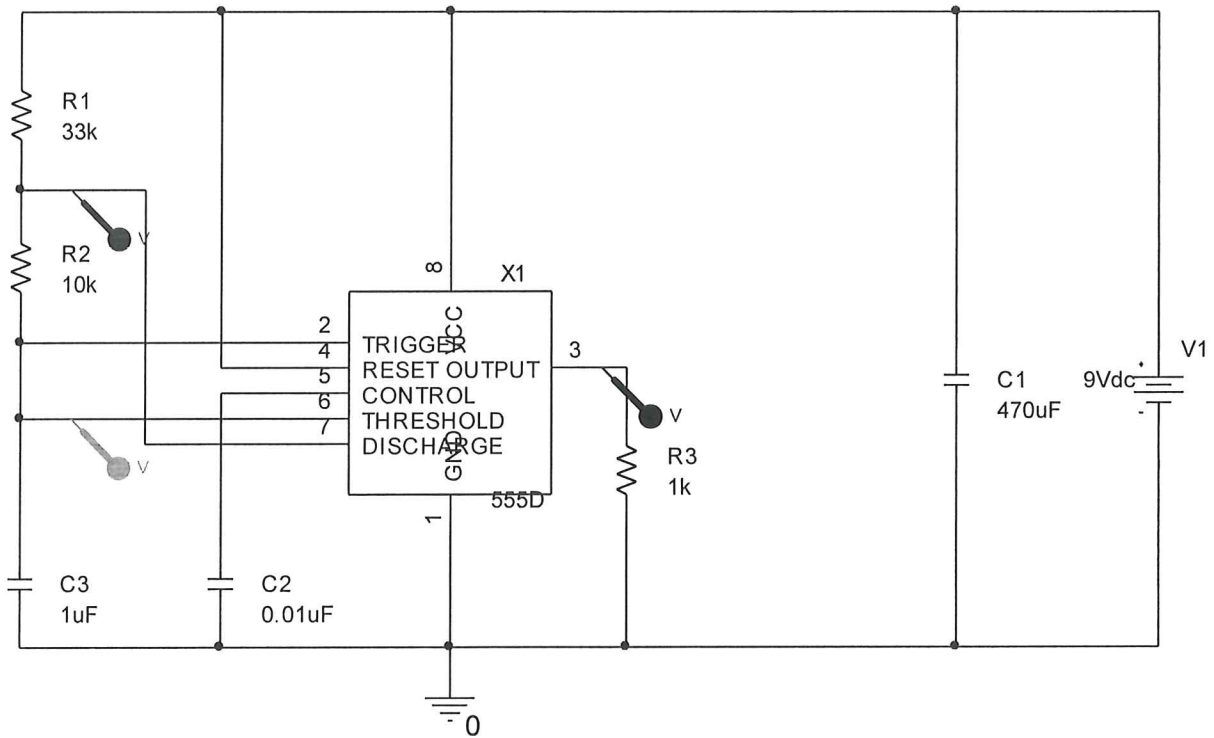 R1
33k
V
R2
10k
8
X1
VCC
2
TRIGGER
4
RESET OUTPUT
3
5
CONTROL
6
THRESHOLD
7
DISCHARGE
GND
555D
1
V
V
R3
1k
C1
470uF
9Vdc
+
-
V1
C3
1uF
C2
0.01uF
0